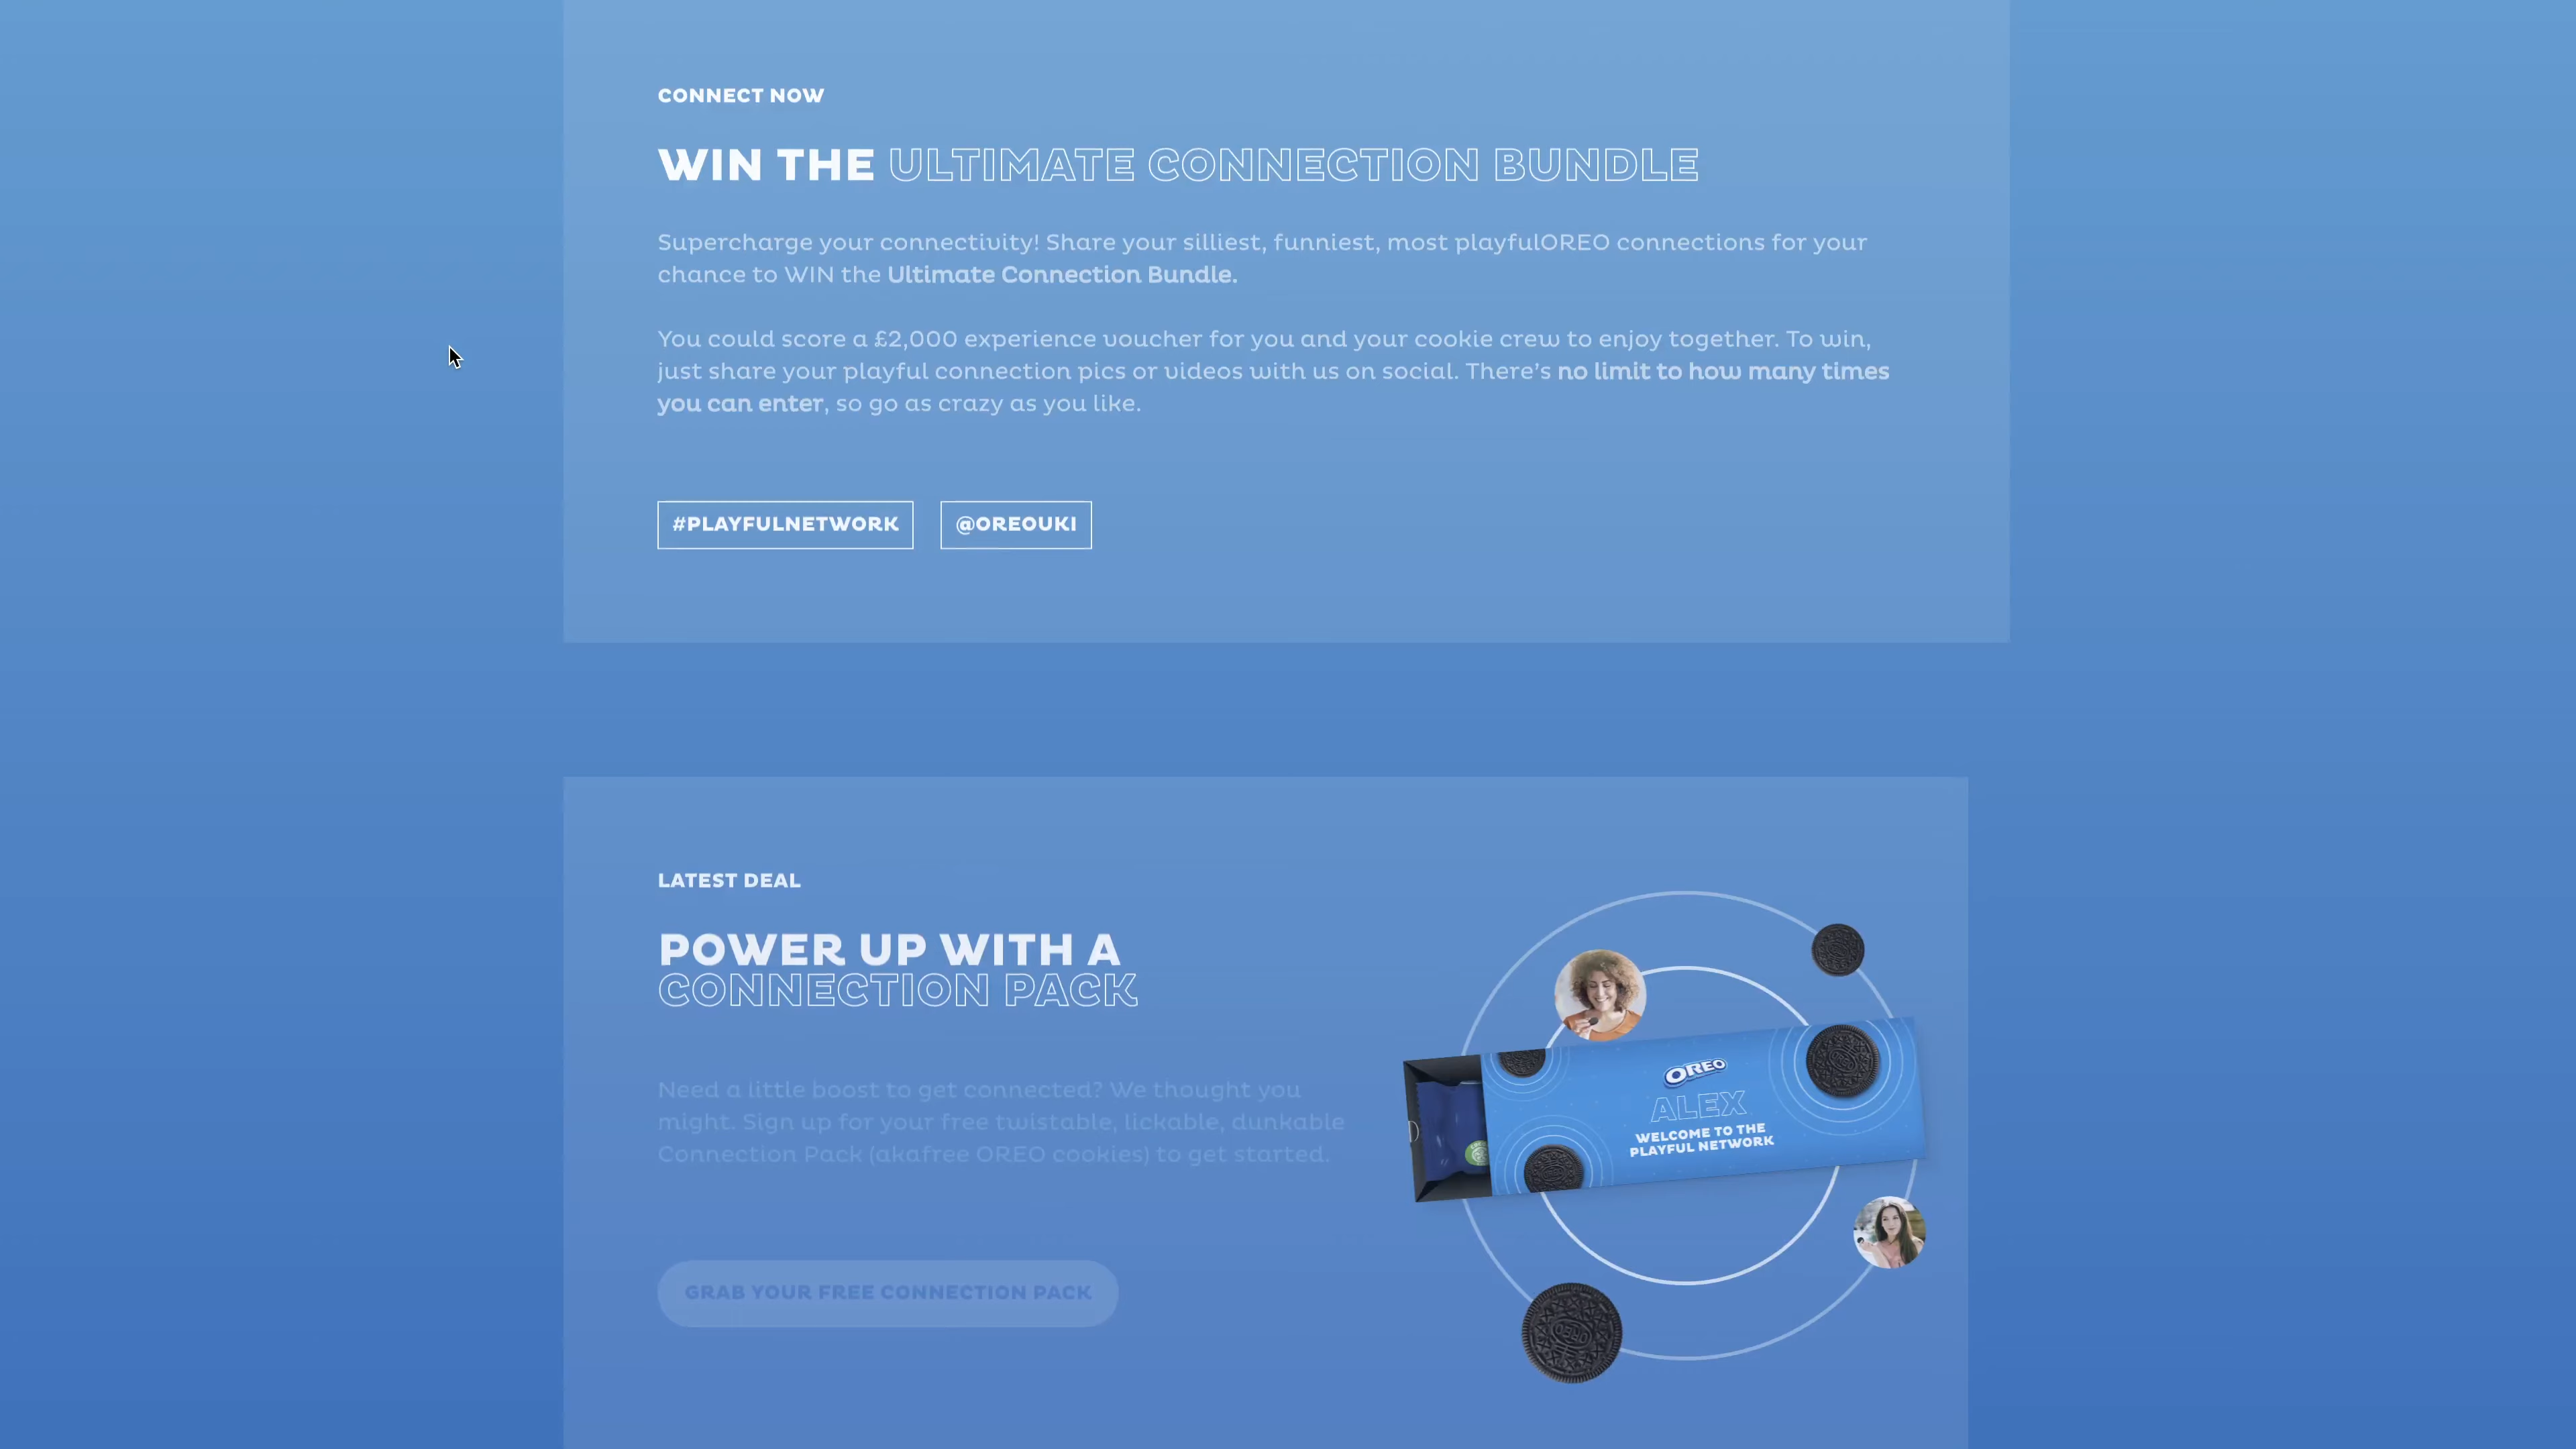 CONNECT NOW
WIN THE ULTIMATE CONNECTION BUNDLE
Supercharge your connectivity! Share your silliest, funniest, most playfulOREO connections for your
chance to WIN the Ultimate Connection Bundle.
You could score a £2,000 experience voucher for you and your cookie crew to enjoy together. To win,
just share your playful connection pics or videos with us on social. There’s no limit to how many times
you can enter, so go as crazy as you like.
#PLAYFULNETWORK
@OREOUKI
LATEST DEAL
POWER UP WITH A
CONNECTION PACK
Need a little boost to get connected? We thought you
might. Sign up for your free twistable, lickable, dunkable
Connection Pack (akafree OREO cookies) to get started.
GRAB YOUR FREE CONNECTION PACK
OREO
ALEX
WELCOME TO THE
PLAYFUL NETWORK
OREO